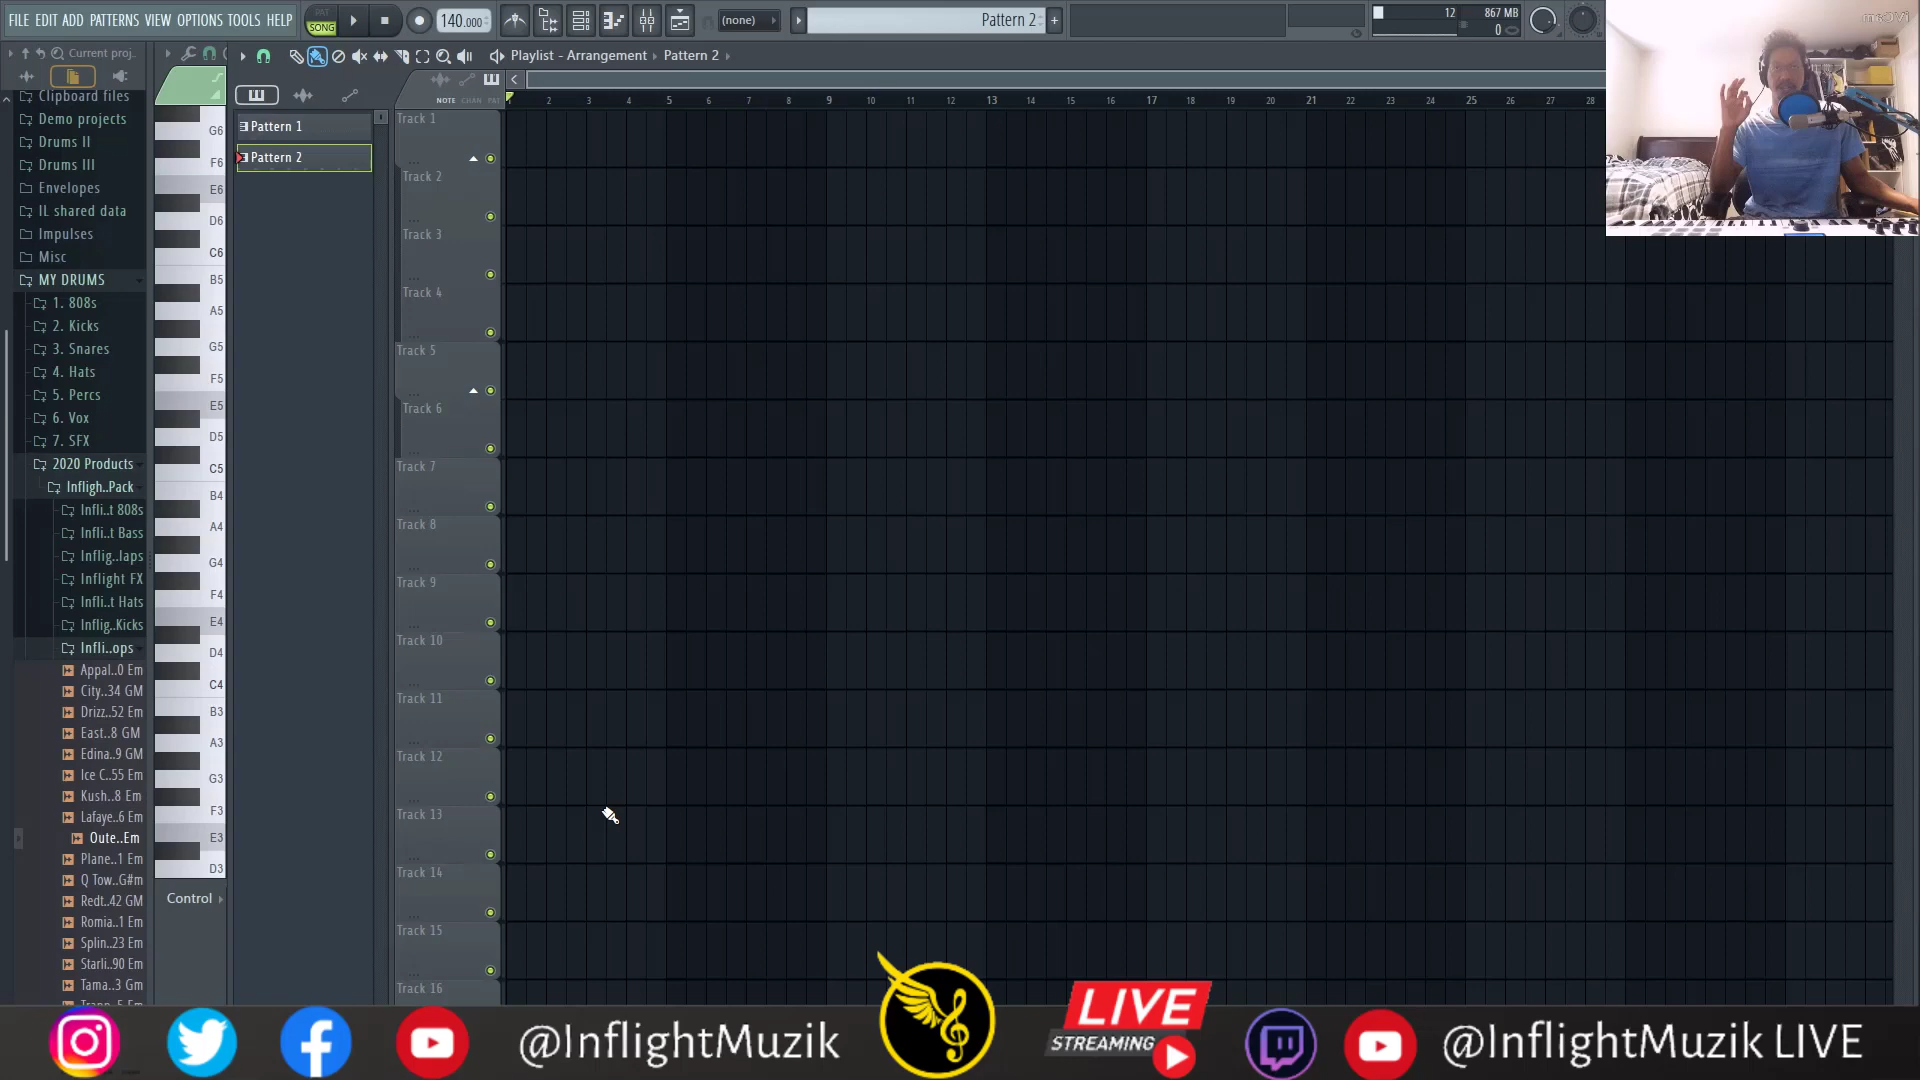 FILE EDIT ADD PATTERNS VIEW OPTIONS TOOLS HELP
PAT
SONG
140.000
(none)
Pattern 2
12
867 MB
0
Current proj..
Playlist - Arrangement › Pattern 2 ›
NOTE CHAN PAT
1 2 3 4 5 6 7 8 9 10 11 12 13 14 15 16 17 18 19 20 21 22 23 24 25 26 27 28
Clipboard files
Demo projects
Drums II
Drums III
Envelopes
IL shared data
Impulses
Misc
MY DRUMS
1. 808s
2. Kicks
3. Snares
4. Hats
5. Percs
6. Vox
7. SFX
2020 Products
Infligh..Pack
Infli..t 808s
Infli..t Bass
Inflig..laps
Inflight FX
Infli..t Hats
Inflig..Kicks
Infli..ops
Appal..0 Em
City..34 GM
Drizz..52 Em
East..8 GM
Edina..9 GM
Ice C..55 Em
Kush..8 Em
Lafaye..6 Em
Oute..Em
Plane..1 Em
Q Tow..G#m
Redt..42 GM
Romia..1 Em
Splin..23 Em
Starli..90 Em
Tama..3 Gm
G6
F6
E6
D6
C6
B5
A5
G5
F5
E5
D5
C5
B4
A4
G4
F4
E4
D4
C4
B3
A3
G3
F3
E3
D3
Control
Pattern 1
Pattern 2
Track 1
Track 2
Track 3
Track 4
Track 5
Track 6
Track 7
Track 8
Track 9
Track 10
Track 11
Track 12
Track 13
Track 14
Track 15
Track 16
@InflightMuzik
LIVE
STREAMING
@InflightMuzik LIVE